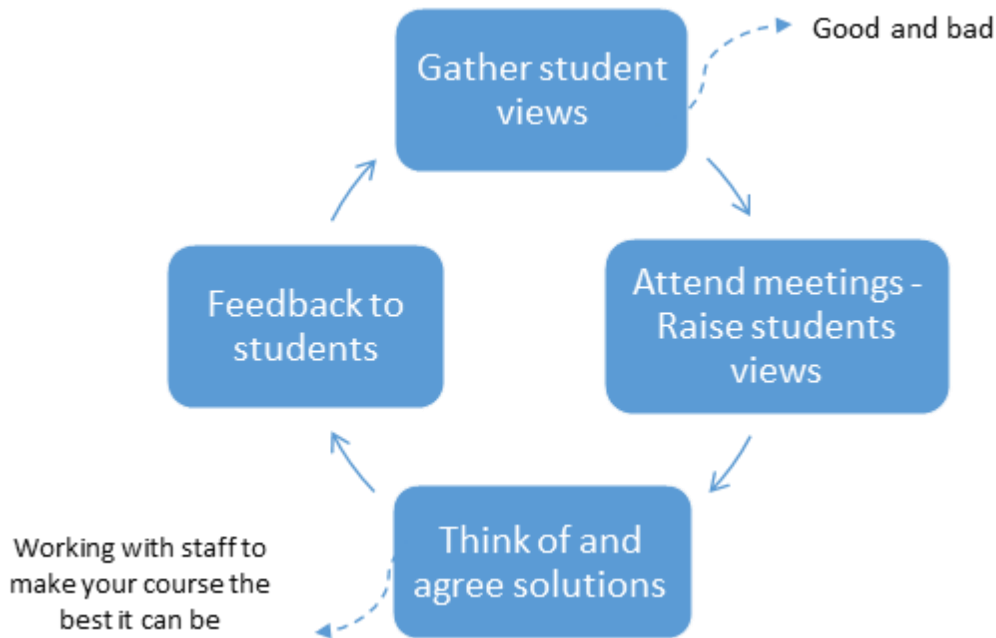 Gather student
views
Good and bad
Attend meetings -
Raise students
views
Think of and
agree solutions
Working with staff to
make your course the
best it can be
Feedback to
students